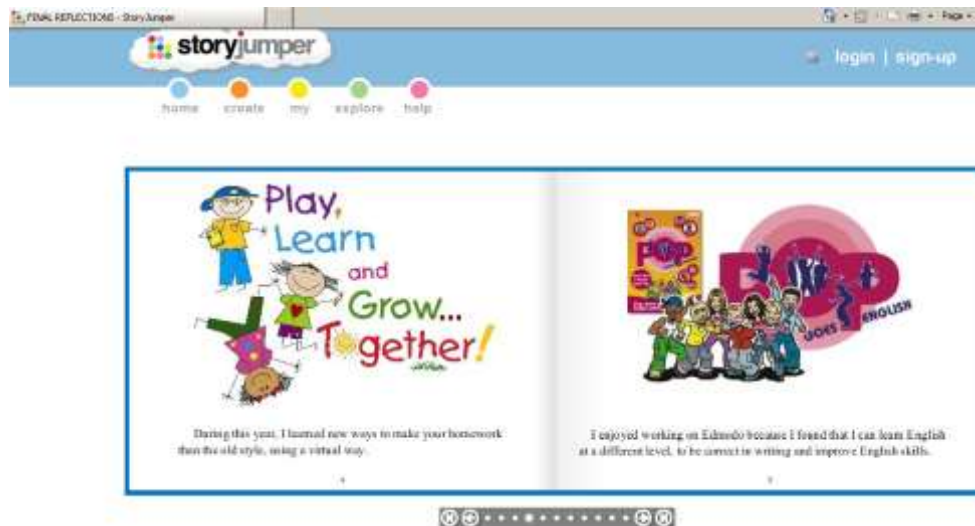 FINAL REFLECTIONS - StoryJumper
Page
storyjumper
login | sign-up
home create my explore help
Play,
Learn
and
Grow...
Together!
During this year, I learned new ways to make your homework
than the old style, using a virtual way.
4
POP
POP
GOES ENGLISH
I enjoyed working on Edmodo because I found that I can learn English
at a different level, to be correct in writing and improve English skills.